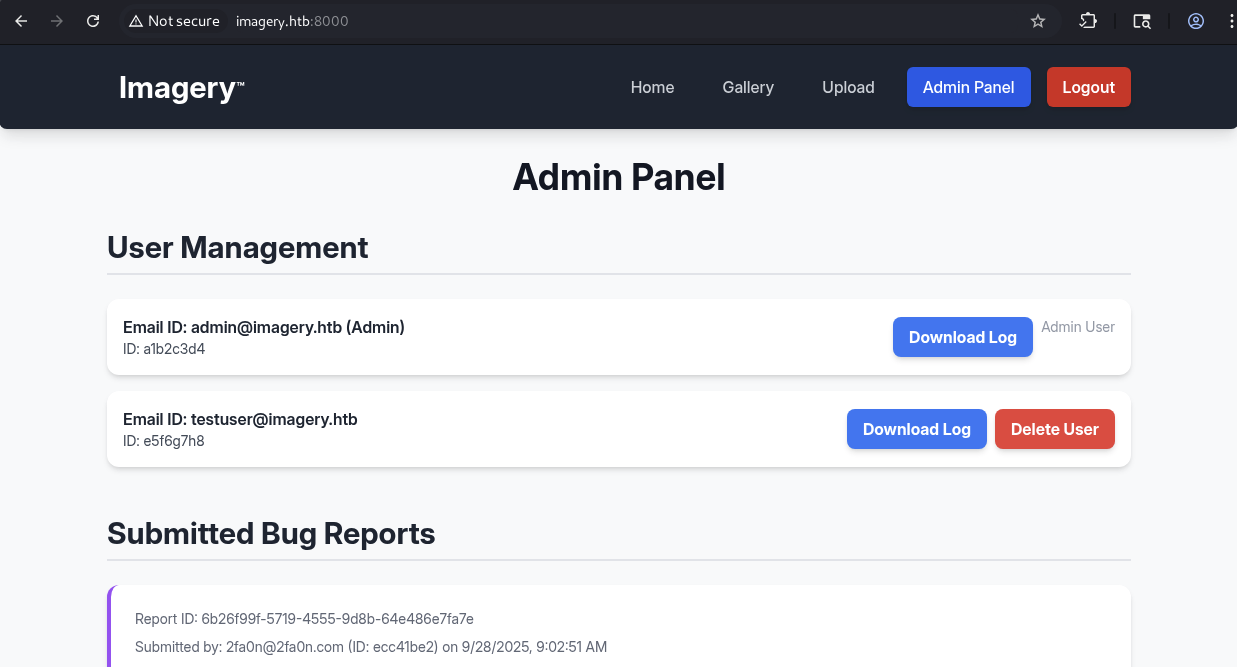 Not secure imagery.htb:8000
Imagery™ Home Gallery Upload Admin Panel Logout
Admin Panel
User Management
Email ID: admin@imagery.htb (Admin)
ID: a1b2c3d4
Download Log Admin User
Email ID: testuser@imagery.htb
ID: e5f6g7h8
Download Log Delete User
Submitted Bug Reports
Report ID: 6b26f99f-5719-4555-9d8b-64e486e7fa7e
Submitted by: 2fa0n@2fa0n.com (ID: ecc41be2) on 9/28/2025, 9:02:51 AM